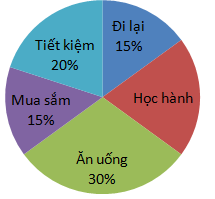 Đi lại
15%
Học hành
Ăn uống
30%
Mua sắm
15%
Tiết kiệm
20%